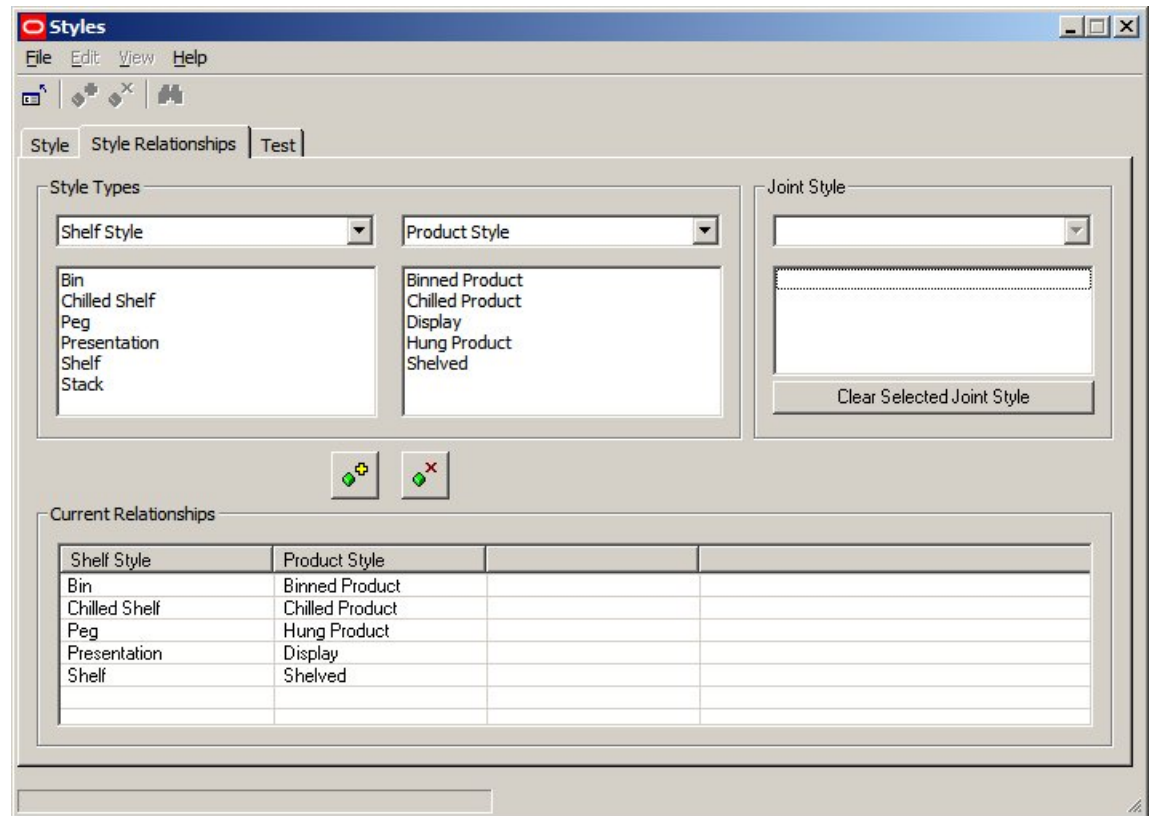 Styles
File Edit View Help
Style Style Relationships Test
Style Types
Joint Style
Shelf Style
Product Style
Bin
Chilled Shelf
Peg
Presentation
Shelf
Stack
Binned Product
Chilled Product
Display
Hung Product
Shelved
Clear Selected Joint Style
Current Relationships
Shelf Style Product Style
Bin Binned Product
Chilled Shelf Chilled Product
Peg Hung Product
Presentation Display
Shelf Shelved